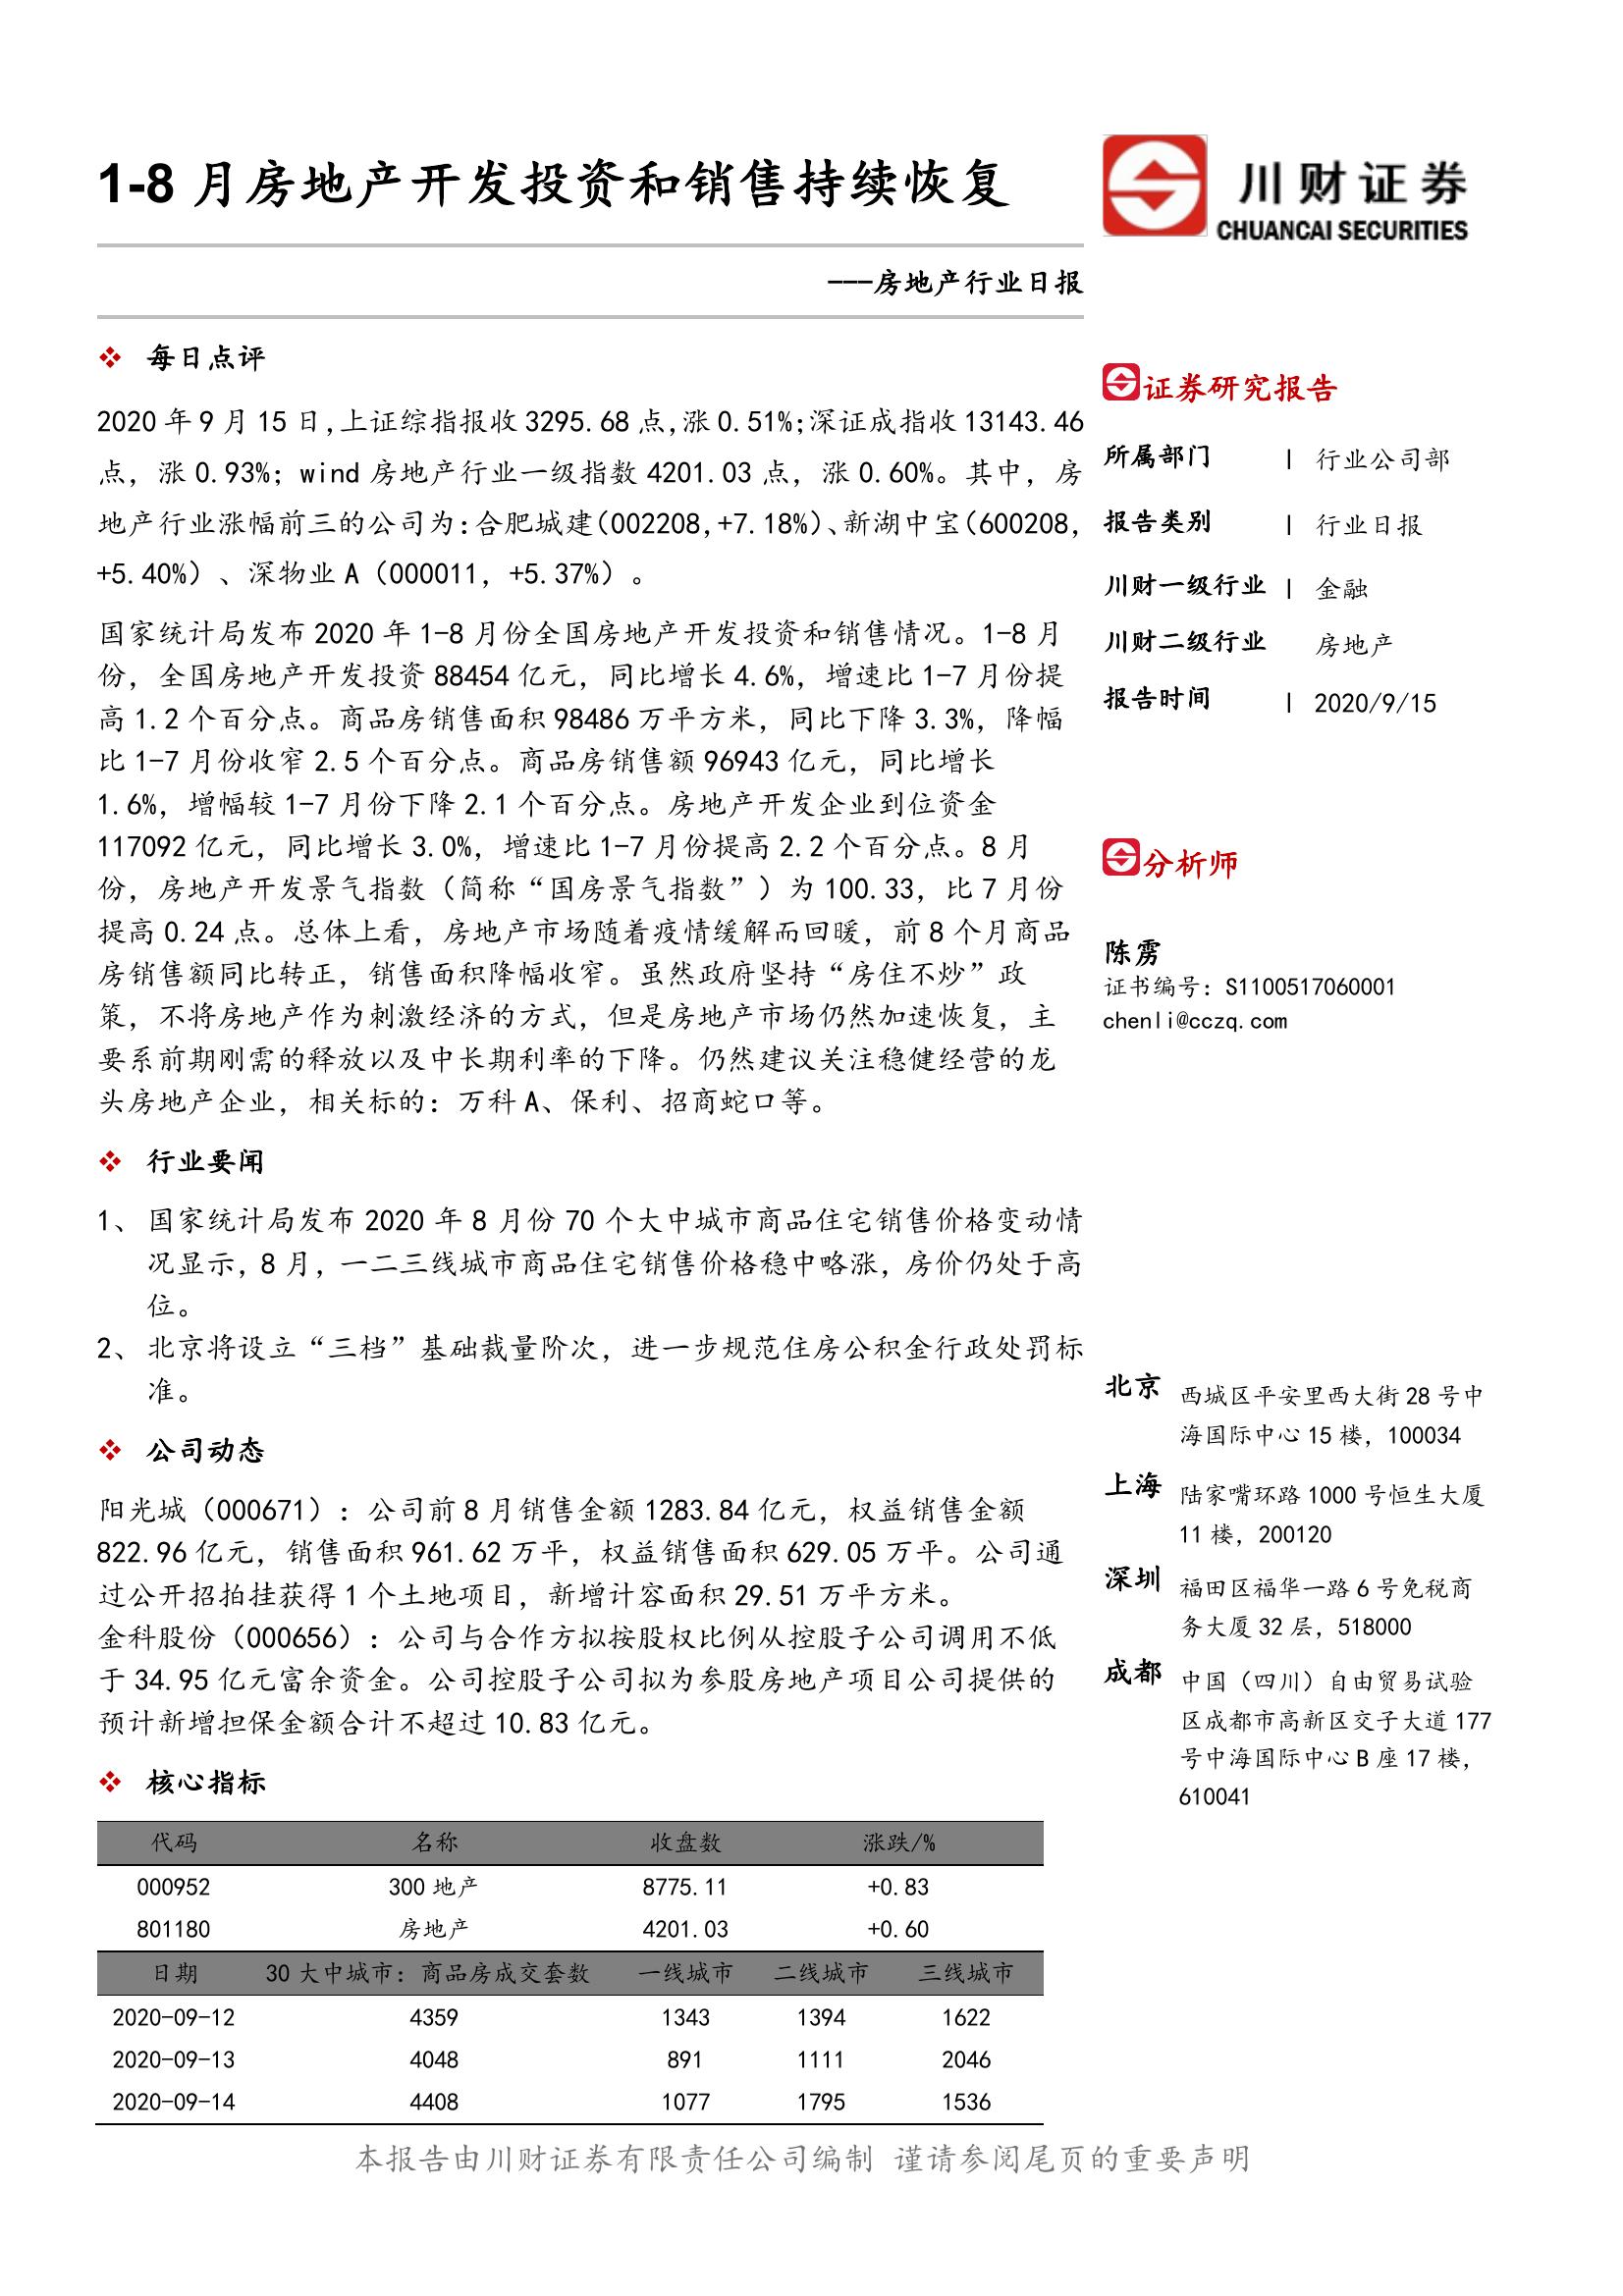 1-8 月房地产开发投资和销售持续恢复
---房地产行业日报
❖ 每日点评
2020 年 9 月 15 日,上证综指报收 3295.68 点,涨 0.51%;深证成指收 13143.46
点，涨 0.93%；wind 房地产行业一级指数 4201.03 点，涨 0.60%。其中，房
地产行业涨幅前三的公司为:合肥城建(002208,+7.18%)、新湖中宝(600208,
+5.40%）、深物业 A（000011，+5.37%）。
国家统计局发布 2020 年 1-8 月份全国房地产开发投资和销售情况。1-8 月
份，全国房地产开发投资 88454 亿元，同比增长 4.6%，增速比 1-7 月份提
高 1.2 个百分点。商品房销售面积 98486 万平方米，同比下降 3.3%，降幅
比 1-7 月份收窄 2.5 个百分点。商品房销售额 96943 亿元，同比增长
1.6%，增幅较 1-7 月份下降 2.1 个百分点。房地产开发企业到位资金
117092 亿元，同比增长 3.0%，增速比 1-7 月份提高 2.2 个百分点。8 月
份，房地产开发景气指数（简称“国房景气指数”）为 100.33，比 7 月份
提高 0.24 点。总体上看，房地产市场随着疫情缓解而回暖，前 8 个月商品
房销售额同比转正，销售面积降幅收窄。虽然政府坚持“房住不炒”政
策，不将房地产作为刺激经济的方式，但是房地产市场仍然加速恢复，主
要系前期刚需的释放以及中长期利率的下降。仍然建议关注稳健经营的龙
头房地产企业，相关标的：万科 A、保利、招商蛇口等。
❖ 行业要闻
1、 国家统计局发布 2020 年 8 月份 70 个大中城市商品住宅销售价格变动情
况显示，8 月，一二三线城市商品住宅销售价格稳中略涨，房价仍处于高
位。
2、 北京将设立“三档”基础裁量阶次，进一步规范住房公积金行政处罚标
准。
❖ 公司动态
阳光城（000671）：公司前 8 月销售金额 1283.84 亿元，权益销售金额
822.96 亿元，销售面积 961.62 万平，权益销售面积 629.05 万平。公司通
过公开招拍挂获得 1 个土地项目，新增计容面积 29.51 万平方米。
金科股份（000656）：公司与合作方拟按股权比例从控股子公司调用不低
于 34.95 亿元富余资金。公司控股子公司拟为参股房地产项目公司提供的
预计新增担保金额合计不超过 10.83 亿元。
❖ 核心指标
代码 名称 收盘数 涨跌/%
000952 300 地产 8775.11 +0.83
801180 房地产 4201.03 +0.60
日期 30 大中城市：商品房成交套数 一线城市 二线城市 三线城市
2020-09-12 4359 1343 1394 1622
2020-09-13 4048 891 1111 2046
2020-09-14 4408 1077 1795 1536
川财证券
CHUANCAI SECURITIES
证券研究报告
所属部门 | 行业公司部
报告类别 | 行业日报
川财一级行业 | 金融
川财二级行业 房地产
报告时间 | 2020/9/15
分析师
陈雳
证书编号：S1100517060001
chenli@cczq.com
北京 西城区平安里西大街 28 号中
海国际中心 15 楼，100034
上海 陆家嘴环路 1000 号恒生大厦
11 楼，200120
深圳 福田区福华一路 6 号免税商
务大厦 32 层，518000
成都 中国（四川）自由贸易试验
区成都市高新区交子大道 177
号中海国际中心 B 座 17 楼，
610041
本报告由川财证券有限责任公司编制 谨请参阅尾页的重要声明